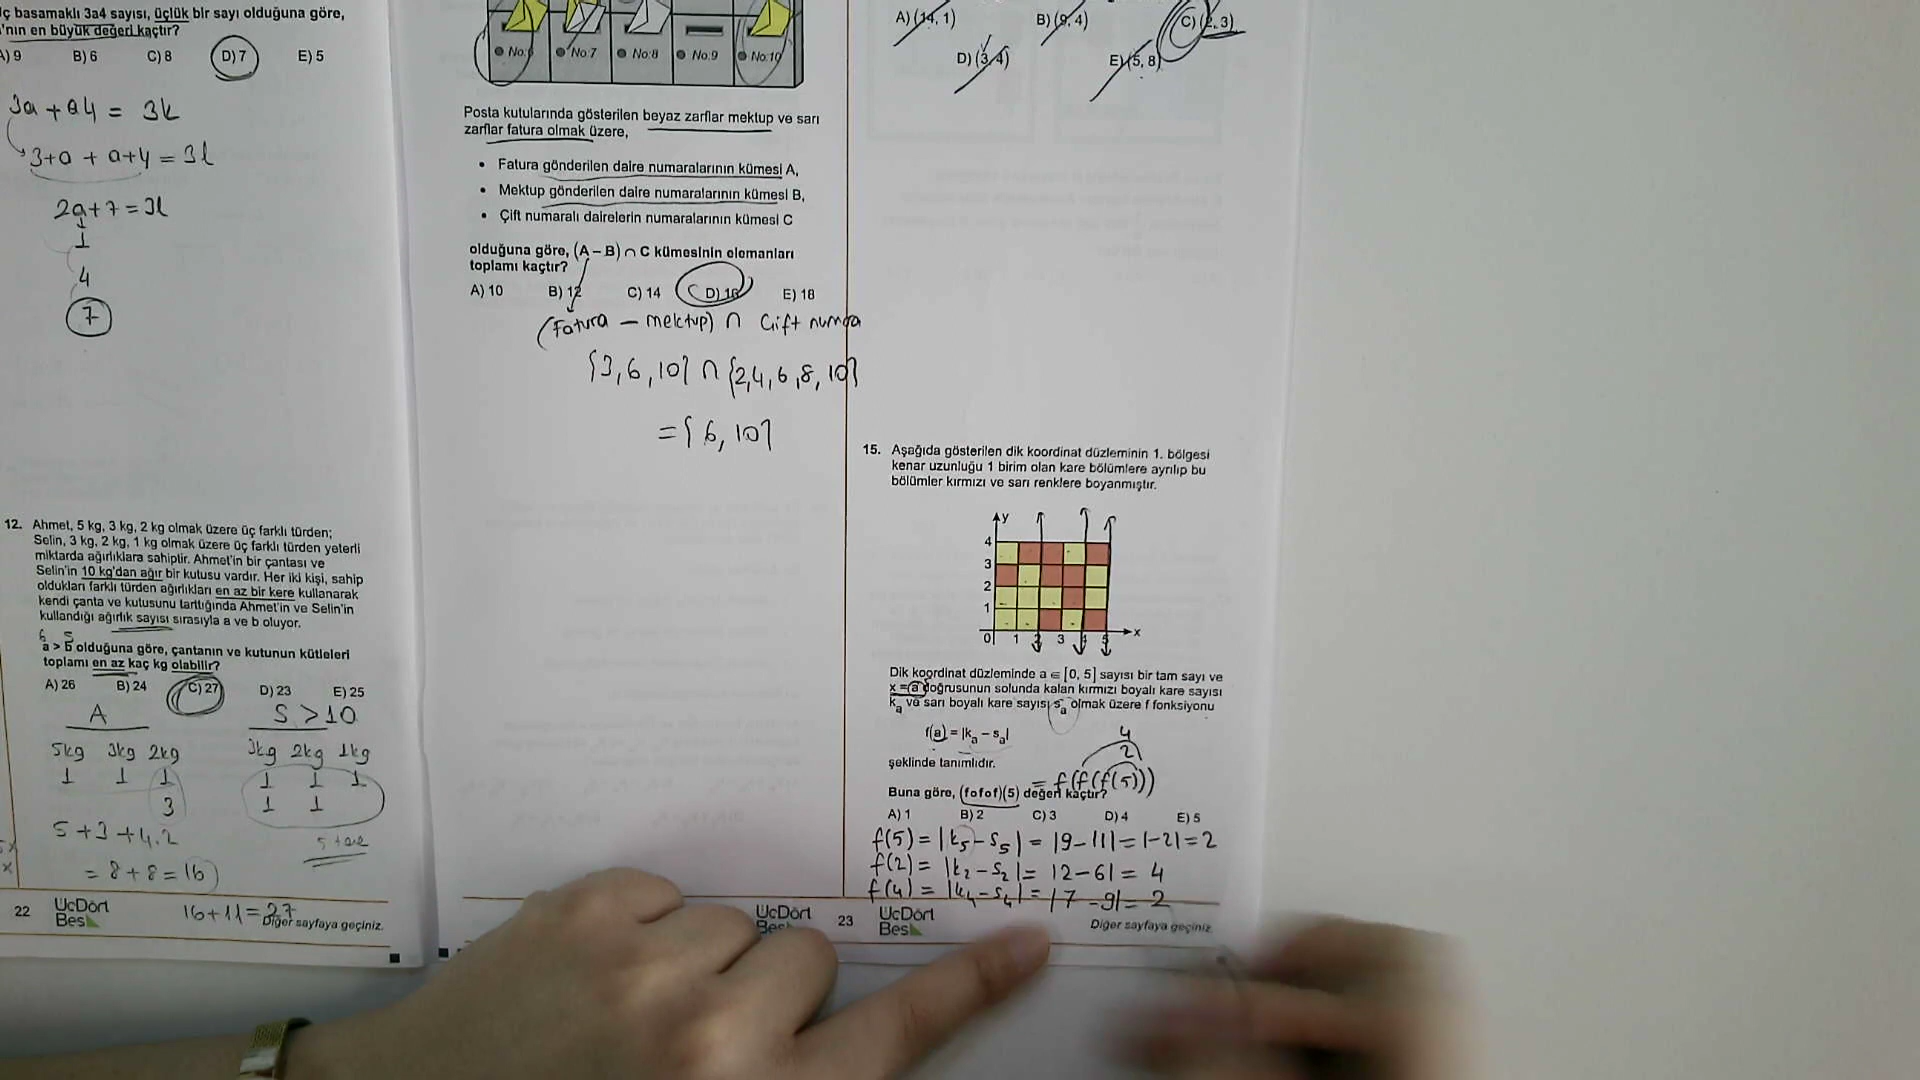 ç basamaklı 3a4 sayısı, üçlük bir sayı olduğuna göre,
'nın en büyük değeri kaçtır?
A) 9 B) 6 C) 8 D) 7 E) 5
3a + a4 = 3k
3+a + a+4 = 3l
2a+7=3l
1
4
7
12. Ahmet, 5 kg, 3 kg, 2 kg olmak üzere üç farklı türden;
Selin, 3 kg, 2 kg, 1 kg olmak üzere üç farklı türden yeterli
miktarda ağırlıklara sahiptir. Ahmet'in bir çantası ve
Selin'in 10 kg'dan ağır bir kutusu vardır. Her iki kişi, sahip
oldukları farklı türden ağırlıkları en az bir kere kullanarak
kendi çanta ve kutusunu tarttığında Ahmet'in ve Selin'in
kullandığı ağırlık sayısı sırasıyla a ve b oluyor.
6 5
a > b olduğuna göre, çantanın ve kutunun kütleleri
toplamı en az kaç kg olabilir?
A) 26 B) 24 C) 27 D) 23 E) 25
A S > 10
5kg 3kg 2kg 3kg 2kg 1kg
1 1 1 1 1 1
3 1 1
5+3+4.2
= 8+8=16
16+11=27
22 UcDört Bes Diğer sayfaya geçiniz.
No:6 No:7 No:8 No:9 No:10
Posta kutularında gösterilen beyaz zarflar mektup ve sarı
zarflar fatura olmak üzere,
• Fatura gönderilen daire numaralarının kümesi A,
• Mektup gönderilen daire numaralarının kümesi B,
• Çift numaralı dairelerin numaralarının kümesi C
olduğuna göre, (A – B) ∩ C kümesinin elemanları
toplamı kaçtır?
A) 10 B) 12 C) 14 D) 16 E) 18
(Fatura – mektup) ∩ Çift numara
{3,6,10} ∩ {2,4,6,8,10}
= {6,10}
UcDört Bes 23
A) (14, 1) B) (9, 4) C) (2, 3)
D) (3, 4) E) (5, 8)
15. Aşağıda gösterilen dik koordinat düzleminin 1. bölgesi
kenar uzunluğu 1 birim olan kare bölümlere ayrılıp bu
bölümler kırmızı ve sarı renklere boyanmıştır.
y
4
3
2
1
0 1 2 3 4 5 x
Dik koordinat düzleminde a ∈ [0, 5] sayısı bir tam sayı ve
x = a doğrusunun solunda kalan kırmızı boyalı kare sayısı
kₐ ve sarı boyalı kare sayısı sₐ olmak üzere f fonksiyonu
f(a) = |kₐ – sₐ|
şeklinde tanımlıdır.
4
2
= f(f(f(5)))
Buna göre, (fofof)(5) değeri kaçtır?
A) 1 B) 2 C) 3 D) 4 E) 5
f(5) = |k₅ – s₅| = |9–11| = |–2| = 2
f(2) = |k₂ – s₂| = |2–6| = 4
f(4) = |k₄ – s₄| = |7–9| = 2
UcDört Bes Diğer sayfaya geçiniz.